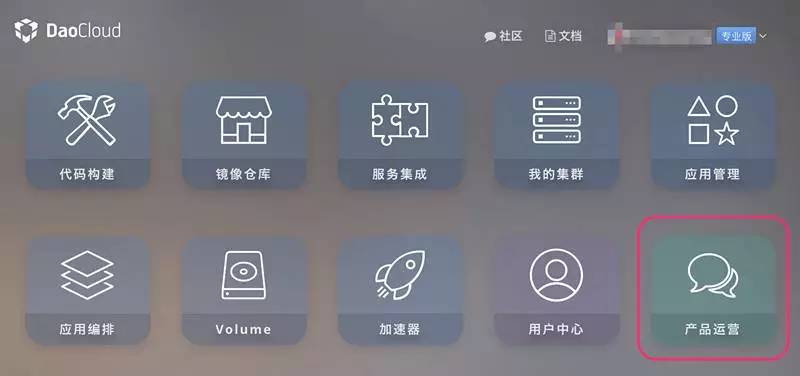 DaoCloud
社区
文档
专业版
代码构建
镜像仓库
服务集成
我的集群
应用管理
应用编排
Volume
加速器
用户中心
产品运营